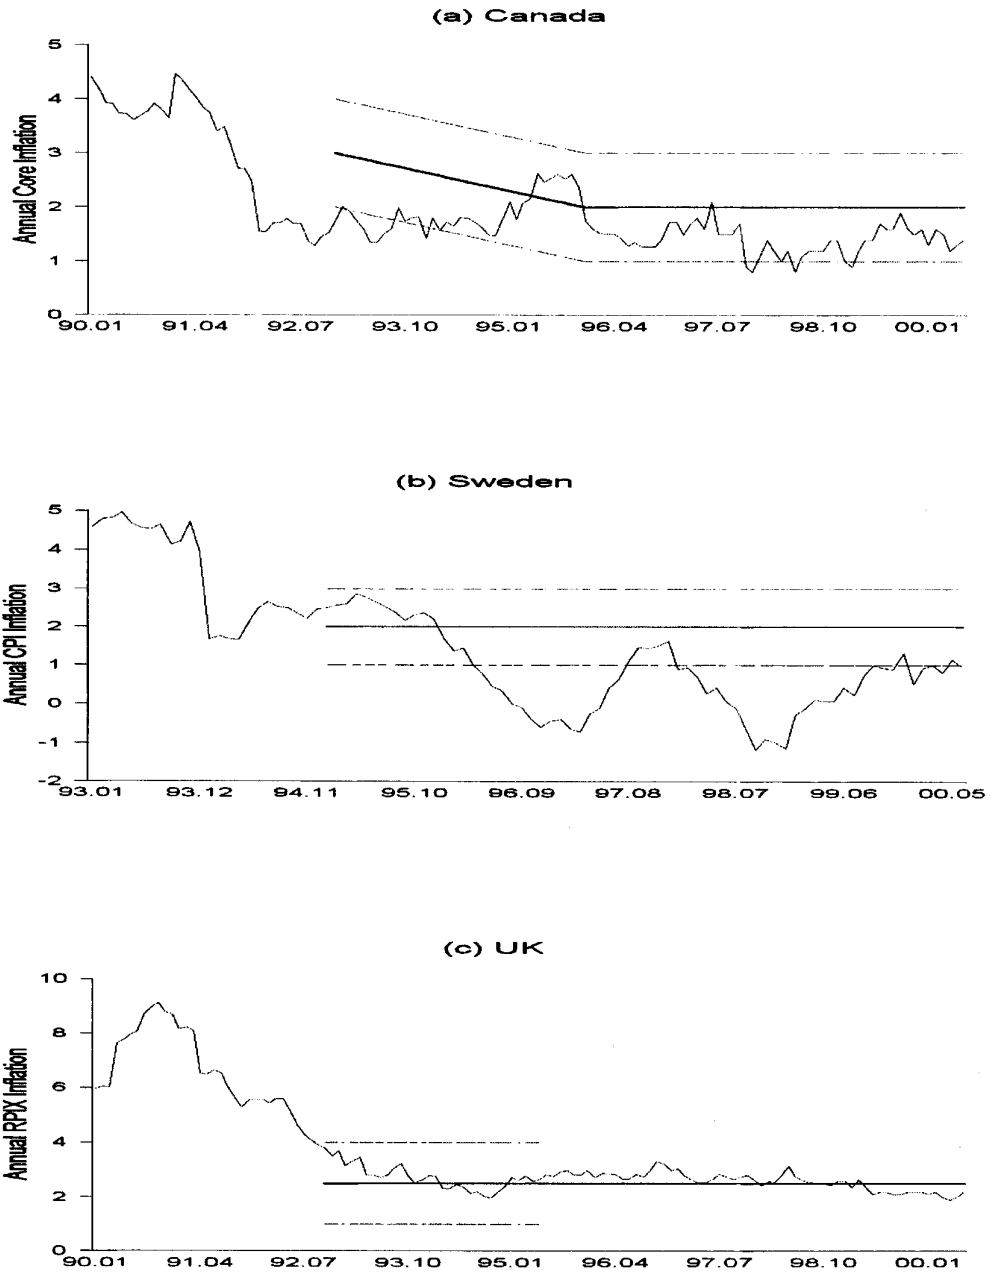 (a) Canada
Annual Core Inflation
5
4
3
2
1
0
90.01 91.04 92.07 93.10 95.01 96.04 97.07 98.10 00.01
(b) Sweden
Annual CPI Inflation
5
4
3
2
1
0
-1
-2
93.01 93.12 94.11 95.10 96.09 97.08 98.07 99.06 00.05
(c) UK
Annual RPIX Inflation
10
8
6
4
2
0
90.01 91.04 92.07 93.10 95.01 96.04 97.07 98.10 00.01